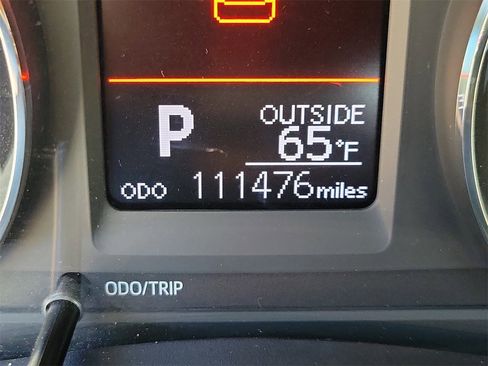 OUTSIDE
P 65°F
ODO 111476 miles
ODO/TRIP